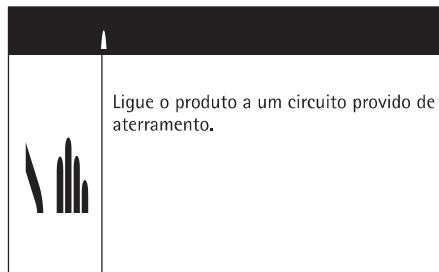 Ligue o produto a um circuito provido de
aterramento.